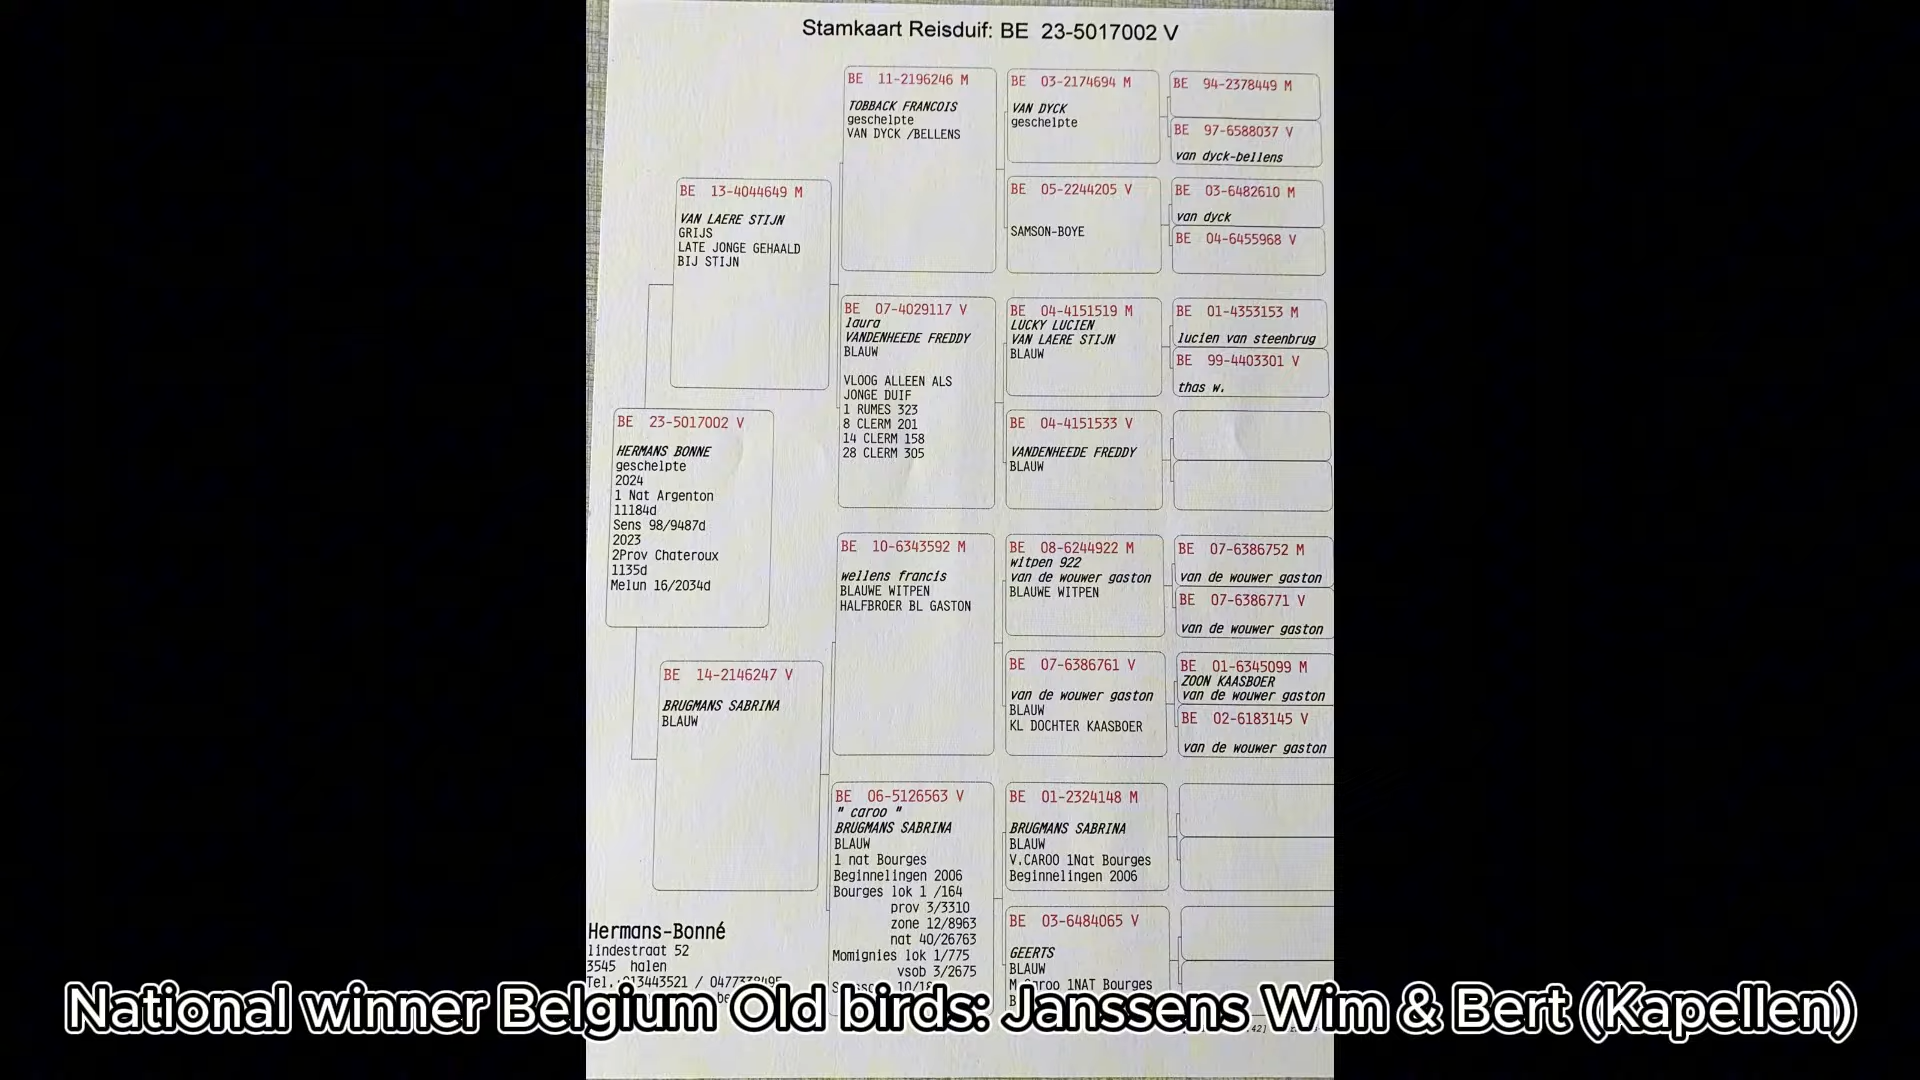 Stamkaart Reisduif: BE 23-5017002 V
BE 23-5017002 V
HERMANS BONNE
geschelpte
2024
1 Nat Argenton
11184d
Sens 98/9487d
2023
2Prov Chateroux
1135d
Melun 16/2034d
BE 13-4044649 M
VAN LAERE STIJN
GRIJS
LATE JONGE GEHAALD
BIJ STIJN
BE 14-2146247 V
BRUGMANS SABRINA
BLAUW
BE 11-2196246 M
TOBBACK FRANCOIS
geschelpte
VAN DYCK /BELLENS
BE 07-4029117 V
laura
VANDENHEEDE FREDDY
BLAUW
VLOOG ALLEEN ALS
JONGE DUIF
1 RUMES 323
8 CLERM 201
14 CLERM 158
28 CLERM 305
BE 10-6343592 M
wellens francis
BLAUWE WITPEN
HALFBROER BL GASTON
BE 06-5126563 V
" caroo "
BRUGMANS SABRINA
BLAUW
1 nat Bourges
Beginnelingen 2006
Bourges lok 1 /164
prov 3/3310
zone 12/8963
nat 40/26763
Momignies lok 1/775
vsob 3/2675
BE 03-2174694 M
VAN DYCK
geschelpte
BE 05-2244205 V
SAMSON-BOYE
BE 04-4151519 M
LUCKY LUCIEN
VAN LAERE STIJN
BLAUW
BE 04-4151533 V
VANDENHEEDE FREDDY
BLAUW
BE 08-6244922 M
witpen 922
van de wouwer gaston
BLAUWE WITPEN
BE 07-6386761 V
van de wouwer gaston
BLAUW
KL DOCHTER KAASBOER
BE 01-2324148 M
BRUGMANS SABRINA
BLAUW
V.CAROO 1Nat Bourges
Beginnelingen 2006
BE 03-6484065 V
GEERTS
BLAUW
1NAT Bourges
BE 94-2378449 M
BE 97-6588037 V
van dyck-bellens
BE 03-6482610 M
van dyck
BE 04-6455968 V
BE 01-4353153 M
lucien van steenbrug
BE 99-4403301 V
thas w.
BE 07-6386752 M
van de wouwer gaston
BE 07-6386771 V
van de wouwer gaston
BE 01-6345099 M
ZOON KAASBOER
van de wouwer gaston
BE 02-6183145 V
van de wouwer gaston
Hermans-Bonné
lindestraat 52
3545 halen
National winner Belgium Old birds: Janssens Wim & Bert (Kapellen)